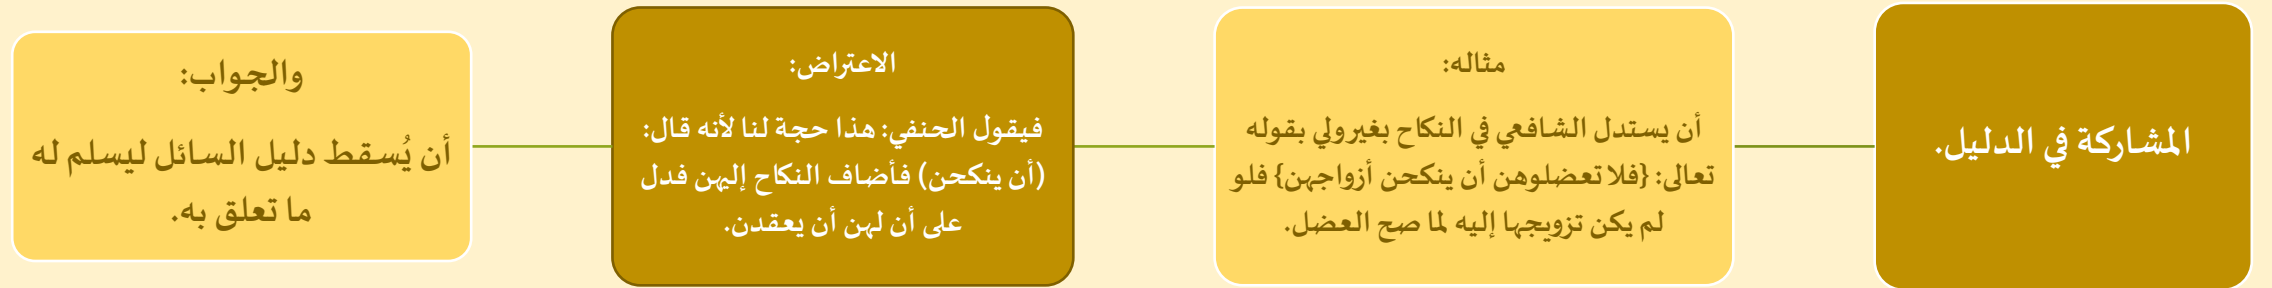 المشاركة في الدليل.
مثاله:
أن يستدل الشافعي في النكاح بغير ولي بقوله
تعالى: {فلا تعضلوهن أن ينكحن أزواجهن} فلو
لم يكن تزويجها إليه لما صح العضل.
الاعتراض:
فيقول الحنفي: هذا حجة لنا لأنه قال:
(أن ينكحن) فأضاف النكاح إليهن فدل
على أن لهن أن يعقدن.
والجواب:
أن يُسقط دليل السائل ليسلم له
ما تعلق به.